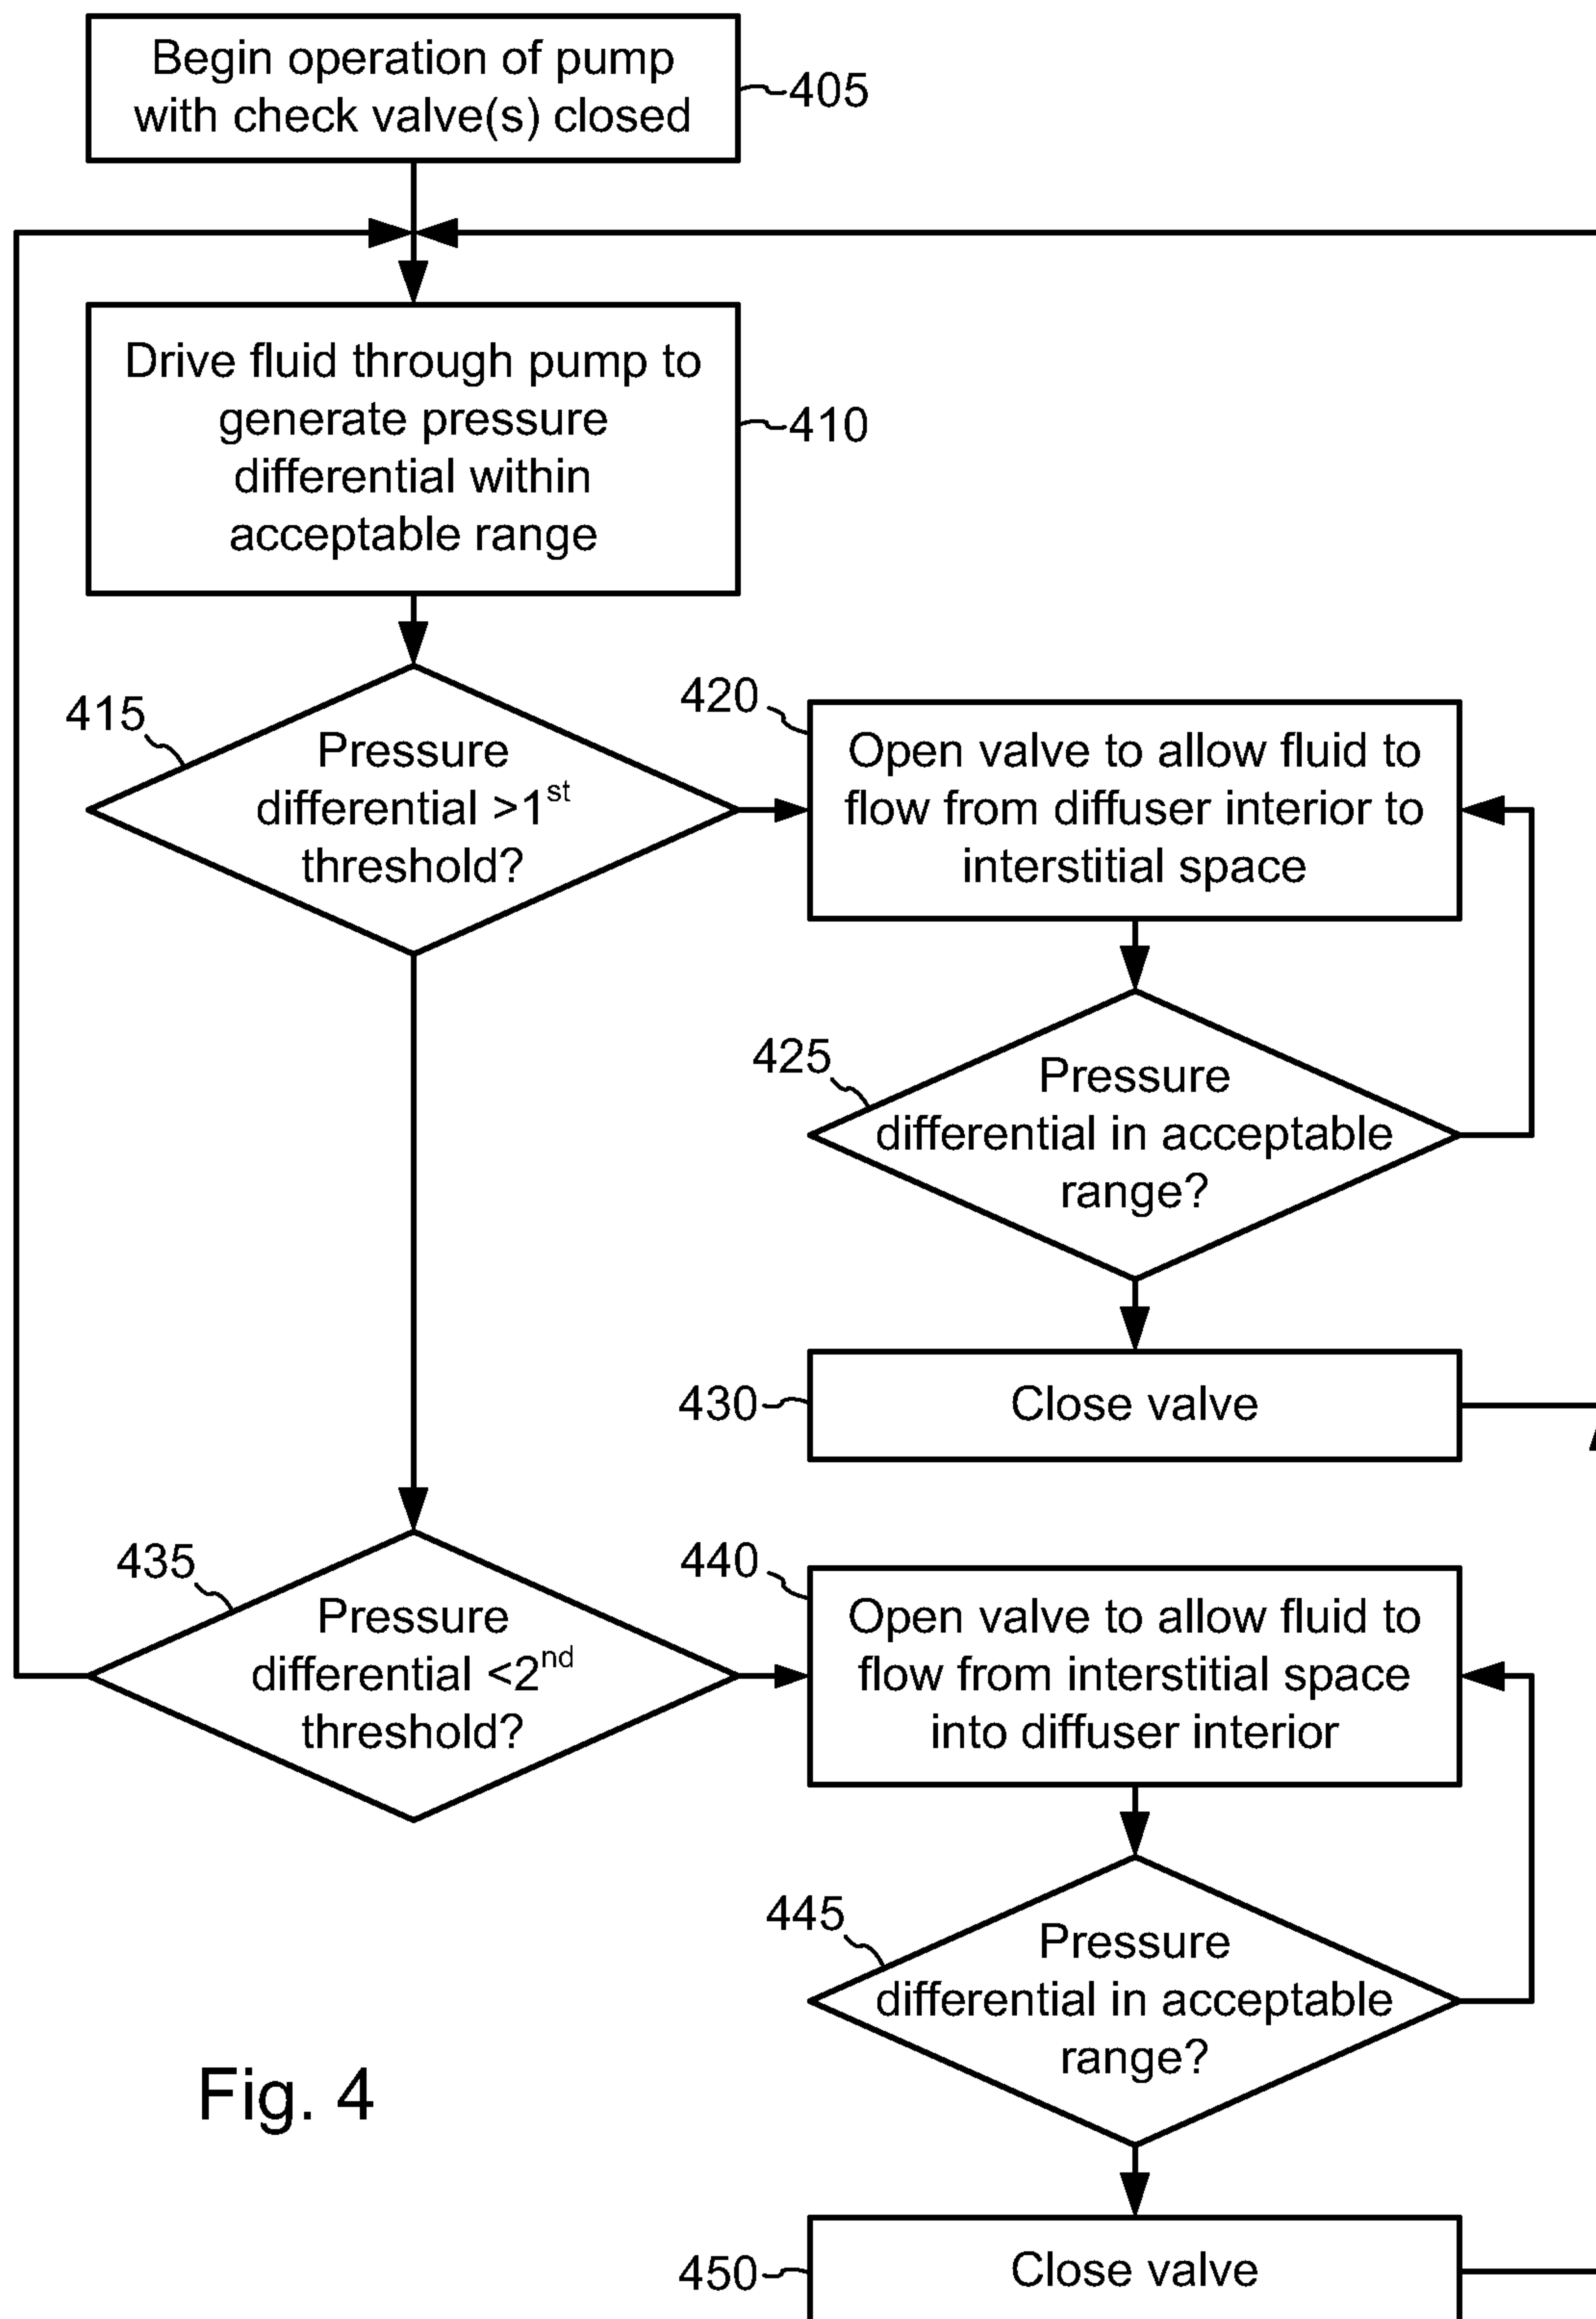 Begin operation of pump
with check valve(s) closed
405
Drive fluid through pump to
generate pressure
differential within
acceptable range
410
415
Pressure
differential >1st
threshold?
420
Open valve to allow fluid to
flow from diffuser interior to
interstitial space
425
Pressure
differential in acceptable
range?
430
Close valve
435
Pressure
differential <2nd
threshold?
440
Open valve to allow fluid to
flow from interstitial space
into diffuser interior
445
Pressure
differential in acceptable
range?
Fig. 4
450
Close valve